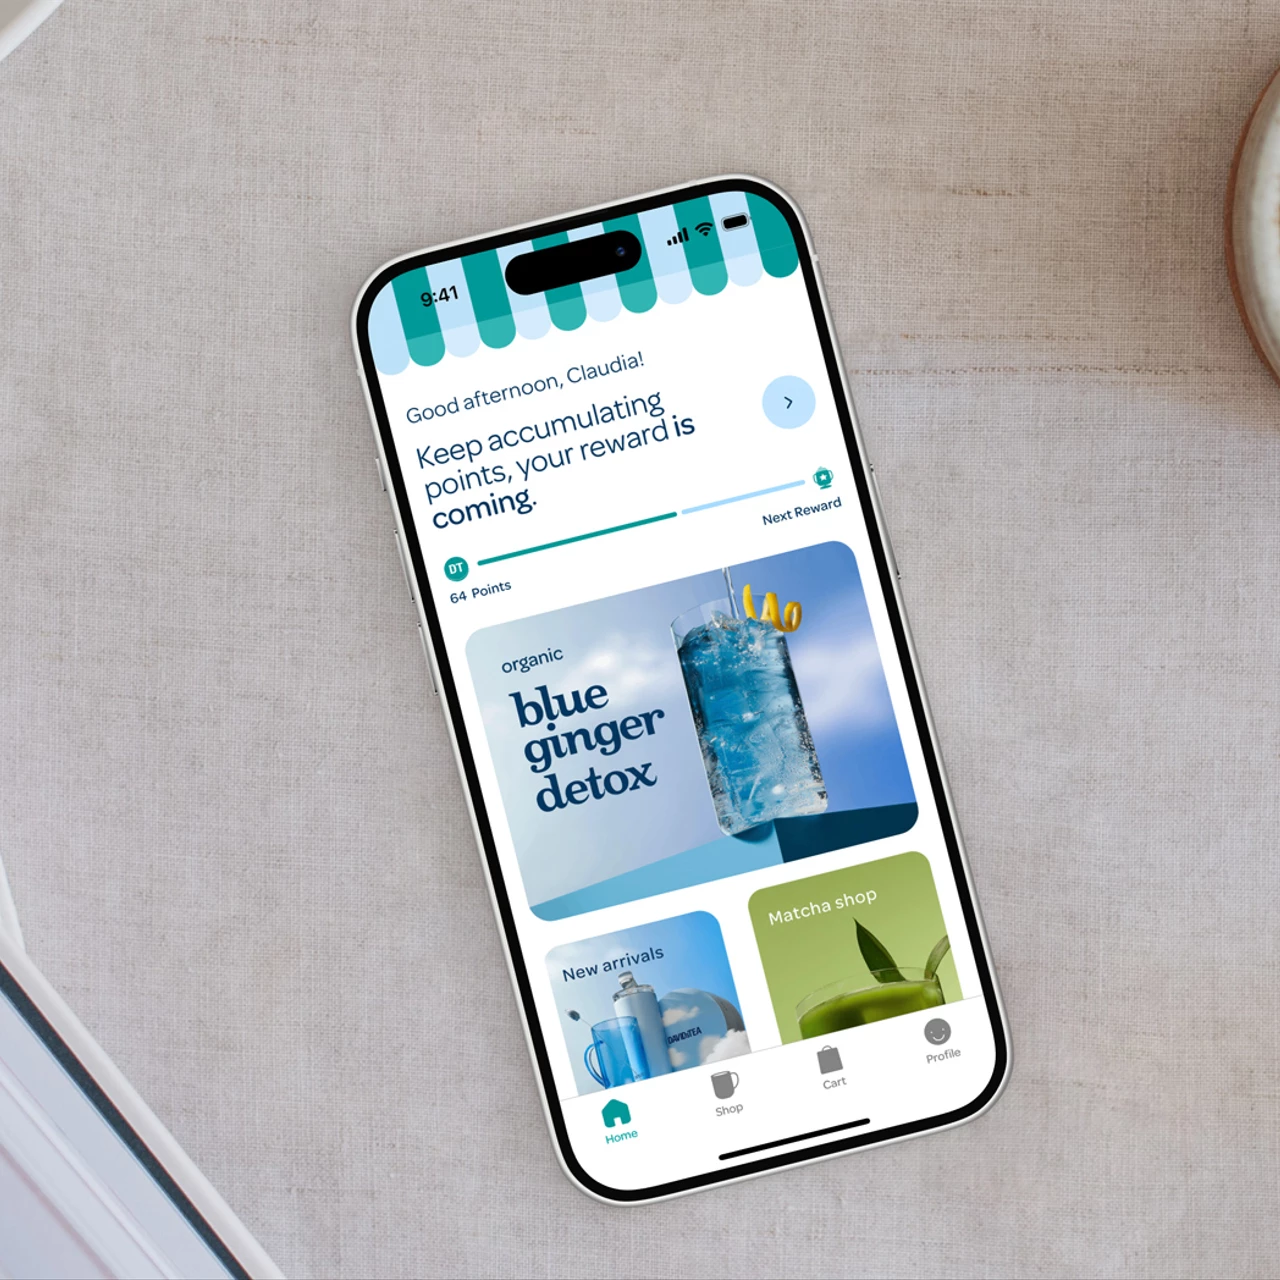 9:41
Good afternoon, Claudia!
Keep accumulating
points, your reward is
coming.
DT
64 Points
Next Reward
organic
blue
ginger
detox
New arrivals
DAVIDsTEA
Matcha shop
Home
Shop
Cart
Profile